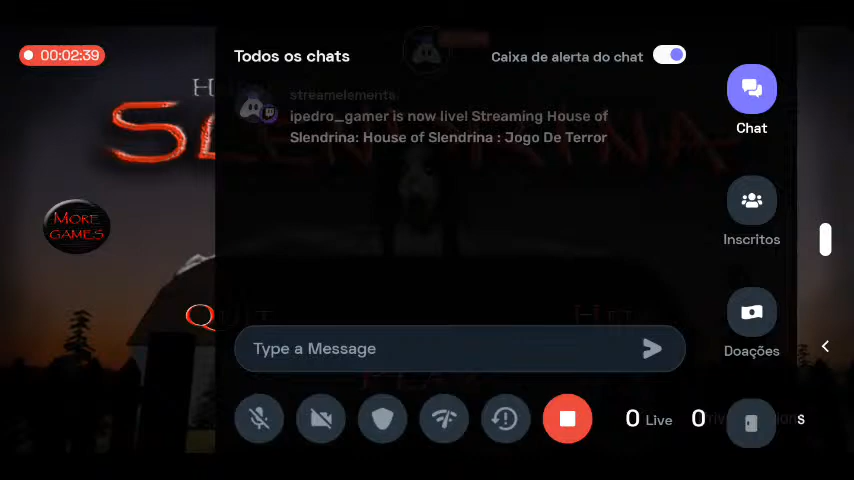 00:02:39
Todos os chats
Caixa de alerta do chat
streamelements
ipedro_gamer is now live! Streaming House of
Slendrina: House of Slendrina : Jogo De Terror
Chat
MORE
GAMES
Inscritos
QUIT
Type a Message
Doações
0 Live
0